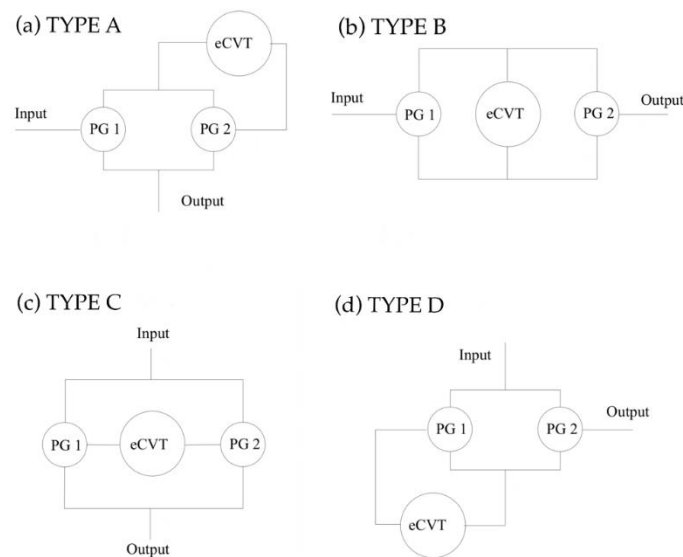 (a) TYPE A
eCVT
Input
PG 1
PG 2
Output
(b) TYPE B
Input
PG 1
eCVT
PG 2
Output
(c) TYPE C
Input
PG 1
eCVT
PG 2
Output
(d) TYPE D
Input
PG 1
PG 2
Output
eCVT